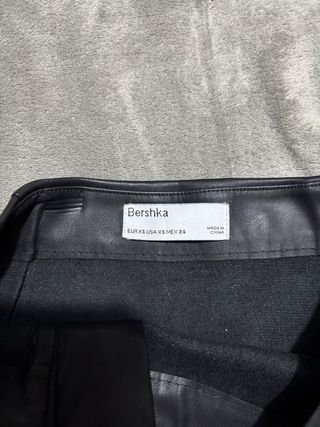 Bershka
EUR XS USA XS MEX 24
MADE IN
CHINA